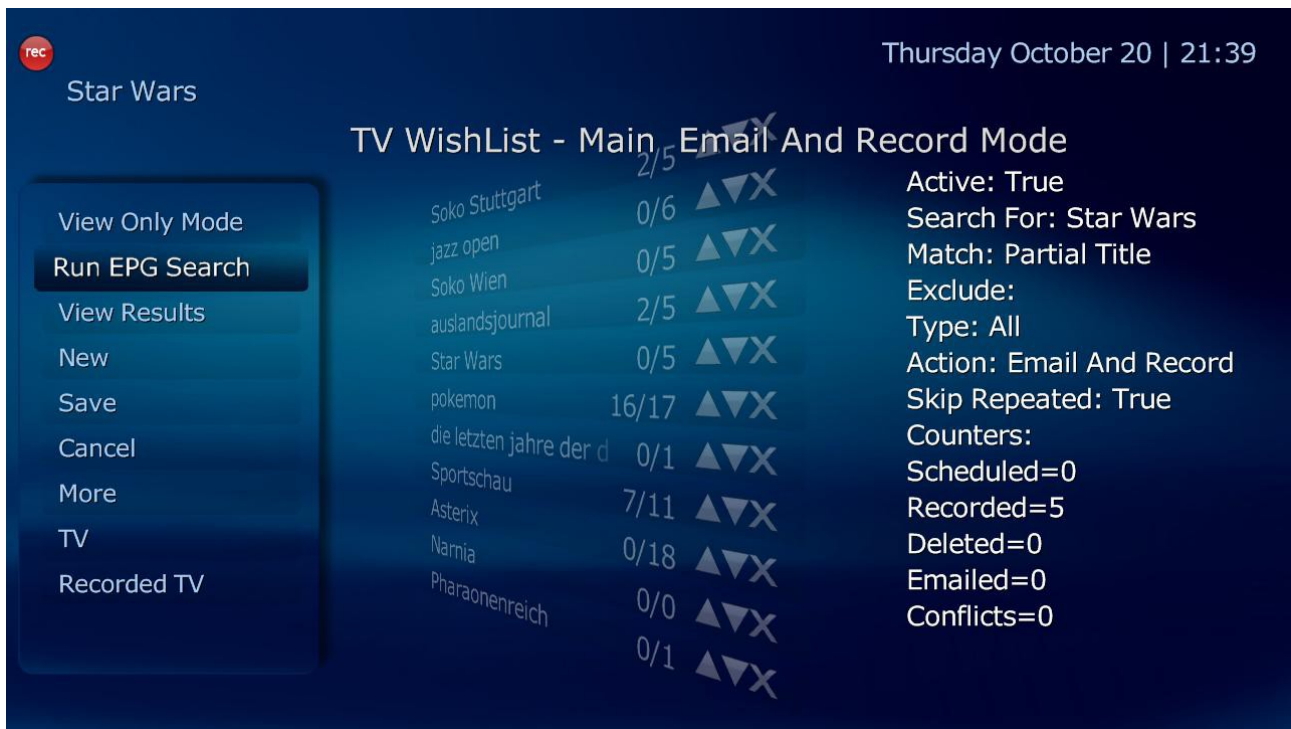 rec
Thursday October 20 | 21:39
Star Wars
TV WishList - Main Email And Record Mode
View Only Mode
Run EPG Search
View Results
New
Save
Cancel
More
TV
Recorded TV
Soko Stuttgart 2/5 ▲▼X
jazz open 0/6 ▲▼X
Soko Wien 0/5 ▲▼X
auslandsjournal 2/5 ▲▼X
Star Wars 0/5 ▲▼X
pokemon 16/17 ▲▼X
die letzten jahre der d 0/1 ▲▼X
Sportschau 7/11 ▲▼X
Asterix 0/18 ▲▼X
Narnia 0/0 ▲▼X
Pharaonenreich 0/1 ▲▼X
Active: True
Search For: Star Wars
Match: Partial Title
Exclude:
Type: All
Action: Email And Record
Skip Repeated: True
Counters:
Scheduled=0
Recorded=5
Deleted=0
Emailed=0
Conflicts=0